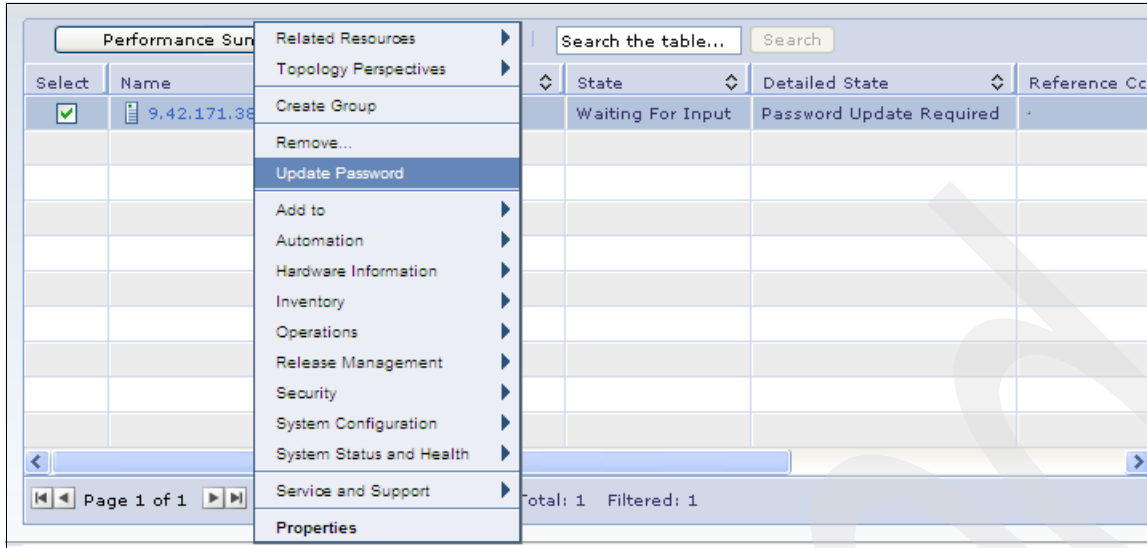 Performance Sun
Search the table...
Search
Select
Name
State
Detailed State
Reference Cc
9.42.171.38
Waiting For Input
Password Update Required
Related Resources
Topology Perspectives
Create Group
Remove...
Update Password
Add to
Automation
Hardware Information
Inventory
Operations
Release Management
Security
System Configuration
System Status and Health
Service and Support
Properties
Page 1 of 1
Total: 1 Filtered: 1